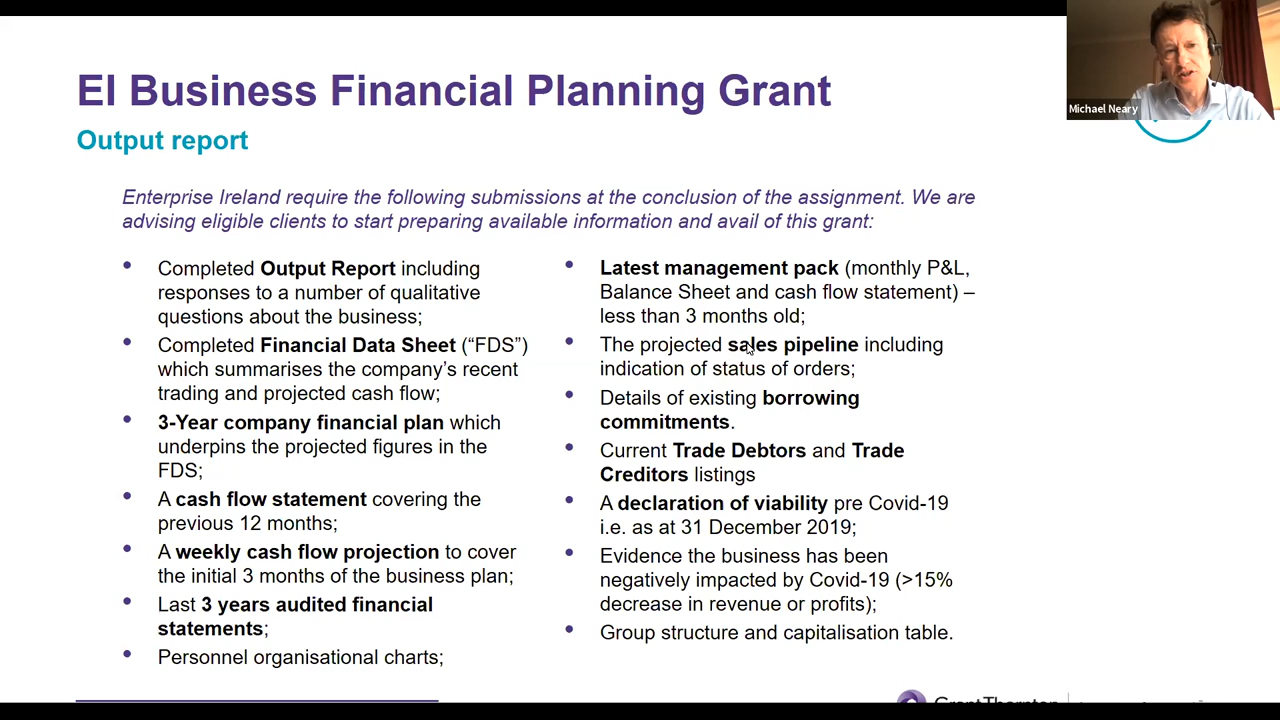 EI Business Financial Planning Grant
Output report
Michael Neary
Enterprise Ireland require the following submissions at the conclusion of the assignment. We are
advising eligible clients to start preparing available information and avail of this grant:
• Completed Output Report including
responses to a number of qualitative
questions about the business;
• Completed Financial Data Sheet (“FDS”)
which summarises the company’s recent
trading and projected cash flow;
• 3-Year company financial plan which
underpins the projected figures in the
FDS;
• A cash flow statement covering the
previous 12 months;
• A weekly cash flow projection to cover
the initial 3 months of the business plan;
• Last 3 years audited financial
statements;
• Personnel organisational charts;
• Latest management pack (monthly P&L,
Balance Sheet and cash flow statement) –
less than 3 months old;
• The projected sales pipeline including
indication of status of orders;
• Details of existing borrowing
commitments.
• Current Trade Debtors and Trade
Creditors listings
• A declaration of viability pre Covid-19
i.e. as at 31 December 2019;
• Evidence the business has been
negatively impacted by Covid-19 (>15%
decrease in revenue or profits);
• Group structure and capitalisation table.
Grant Thornton